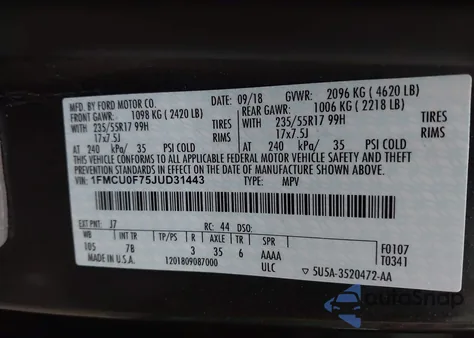 MFD. BY FORD MOTOR CO. DATE: 09/18 GVWR: 2096 KG ( 4620 LB)
FRONT GAWR: 1098 KG ( 2420 LB) REAR GAWR: 1006 KG ( 2218 LB)
WITH 235/55R17 99H TIRES WITH 235/55R17 99H TIRES
17x7.5J RIMS 17x7.5J RIMS
AT 240 kPa/ 35 PSI COLD AT 240 kPa/ 35 PSI COLD
THIS VEHICLE CONFORMS TO ALL APPLICABLE FEDERAL MOTOR VEHICLE SAFETY AND BUMPER STANDARDS IN EFFECT ON THE DATE OF MANUFACTURE SHOWN ABOVE.
VIN: 1FMCU0F75JUD31443 TYPE: MPV
EXT PNT: J7 RC: 44 DSO:
WB INT TR TP/PS R AXLE TR SPR
105 7B 3 35 6 AAAA
ULC
F0107
T0341
MADE IN U.S.A. 1201809087000
5U5A-3520472-AA
autoSnap